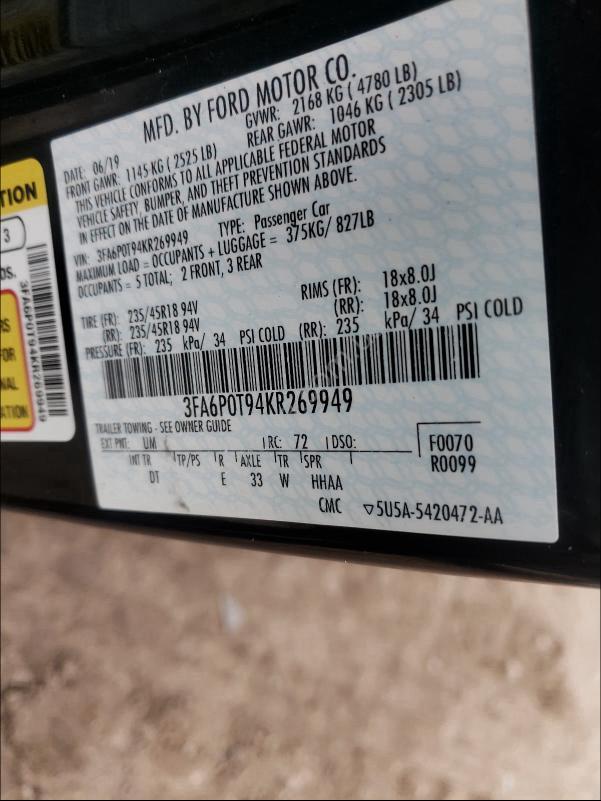 MFD. BY FORD MOTOR CO.
DATE: 06/19 GVWR: 2168 KG ( 4780 LB)
FRONT GAWR: 1145 KG ( 2525 LB) REAR GAWR: 1046 KG ( 2305 LB)
THIS VEHICLE CONFORMS TO ALL APPLICABLE FEDERAL MOTOR
VEHICLE SAFETY, BUMPER, AND THEFT PREVENTION STANDARDS
IN EFFECT ON THE DATE OF MANUFACTURE SHOWN ABOVE.
VIN: 3FA6P0T94KR269949 TYPE: Passenger Car
MAXIMUM LOAD = OCCUPANTS + LUGGAGE = 375KG/ 827LB
OCCUPANTS = 5 TOTAL; 2 FRONT, 3 REAR
TIRE (FR): 235/45R18 94V RIMS (FR): 18x8.0J
(RR): 235/45R18 94V (RR): 18x8.0J
PRESSURE (FR): 235 kPa/ 34 PSI COLD (RR): 235 kPa/ 34 PSI COLD
3FA6P0T94KR269949
TRAILER TOWING - SEE OWNER GUIDE
EXT PNT: UM RC: 72 DSO: F0070
INT TR TP/PS R AXLE TR SPR R0099
DT E 33 W HHAA
CMC ▽5U5A-5420472-AA
TION
3
3FA6P0T94KR269949
FOR